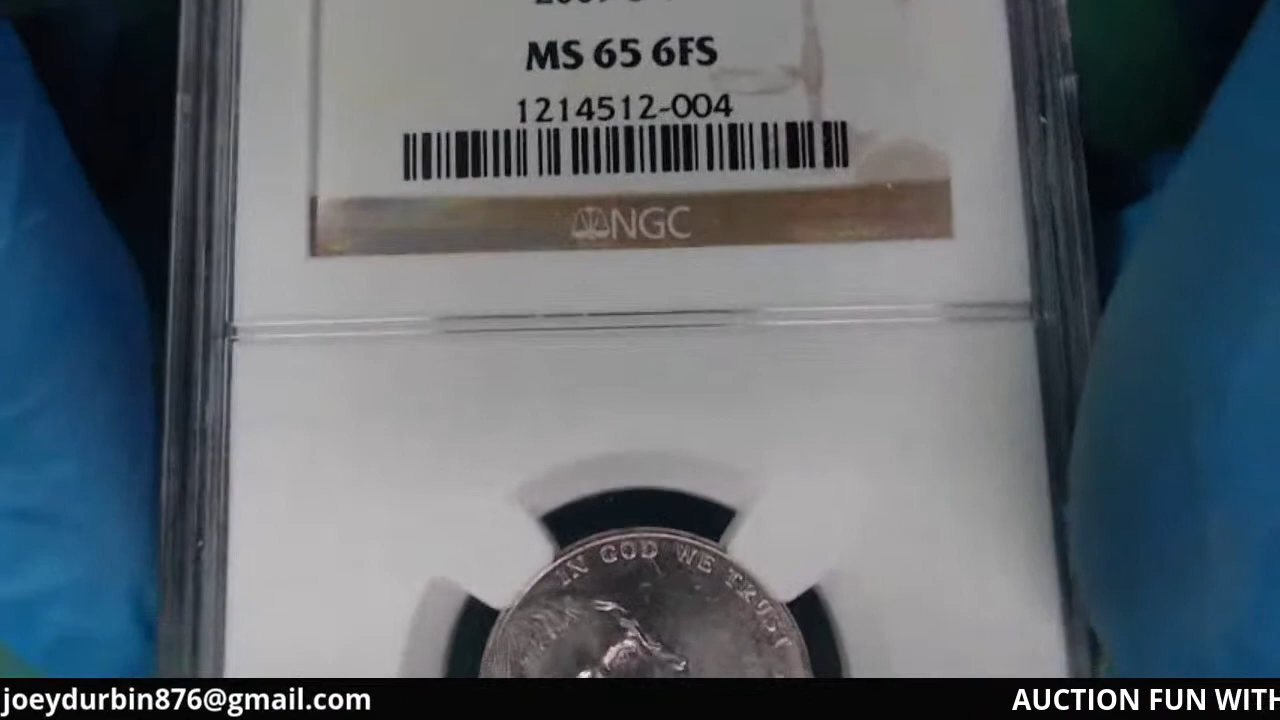 MS 65 6FS
1214512-004
NGC
IN GOD WE TRUST
joeydurbin876@gmail.com
AUCTION FUN WITH